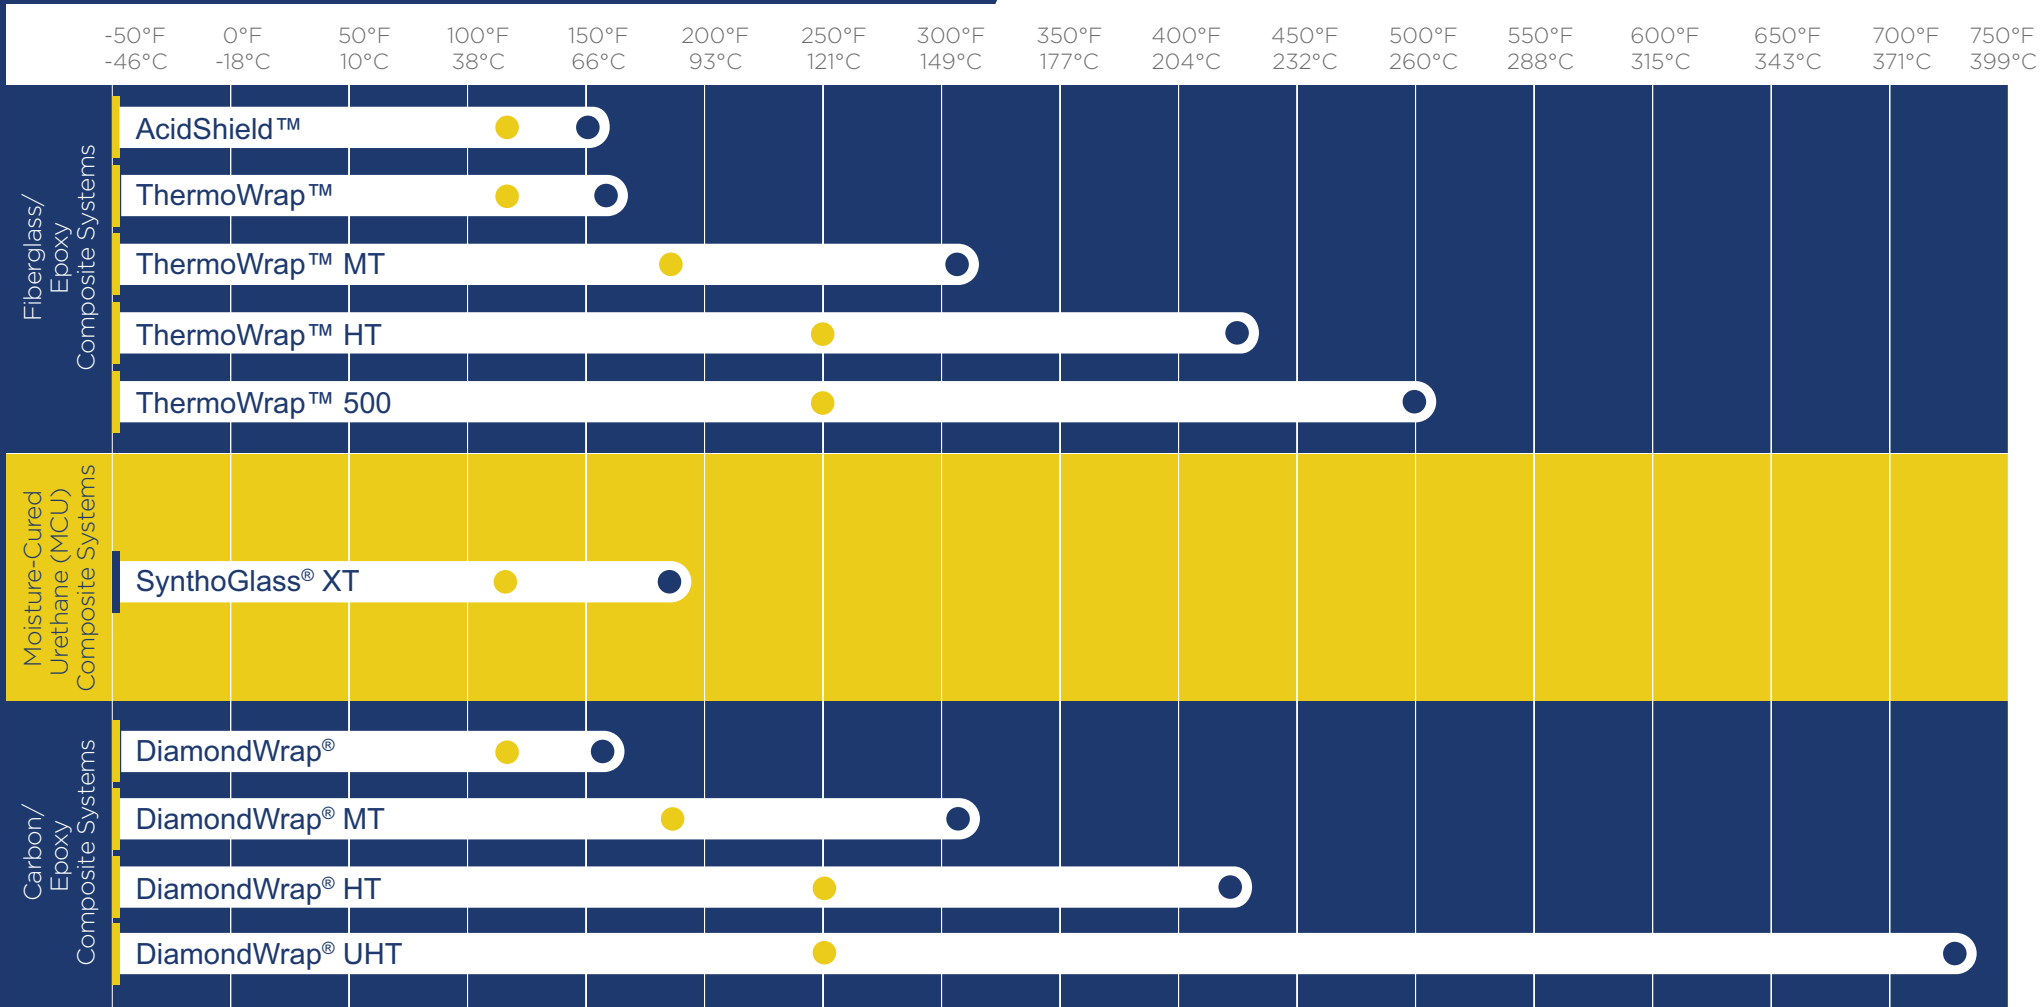 -50°F 0°F 50°F 100°F 150°F 200°F 250°F 300°F 350°F 400°F 450°F 500°F 550°F 600°F 650°F 700°F 750°F
-46°C -18°C 10°C 38°C 66°C 93°C 121°C 149°C 177°C 204°C 232°C 260°C 288°C 315°C 343°C 371°C 399°C
Fiberglass/
Epoxy
Composite Systems
AcidShield™
ThermoWrap™
ThermoWrap™ MT
ThermoWrap™ HT
ThermoWrap™ 500
Moisture-Cured
Urethane (MCU)
Composite Systems
SynthoGlass® XT
Carbon/
Epoxy
Composite Systems
DiamondWrap®
DiamondWrap® MT
DiamondWrap® HT
DiamondWrap® UHT